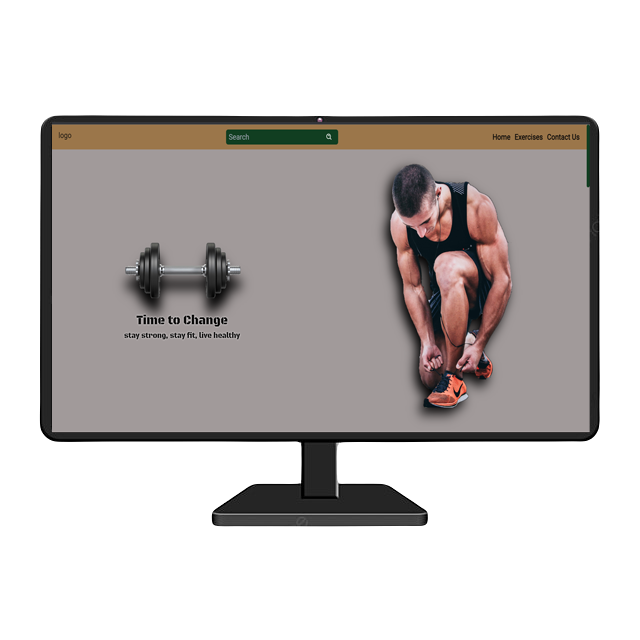 logo
Search
Home Exercises Contact Us
Time to Change
stay strong, stay fit, live healthy